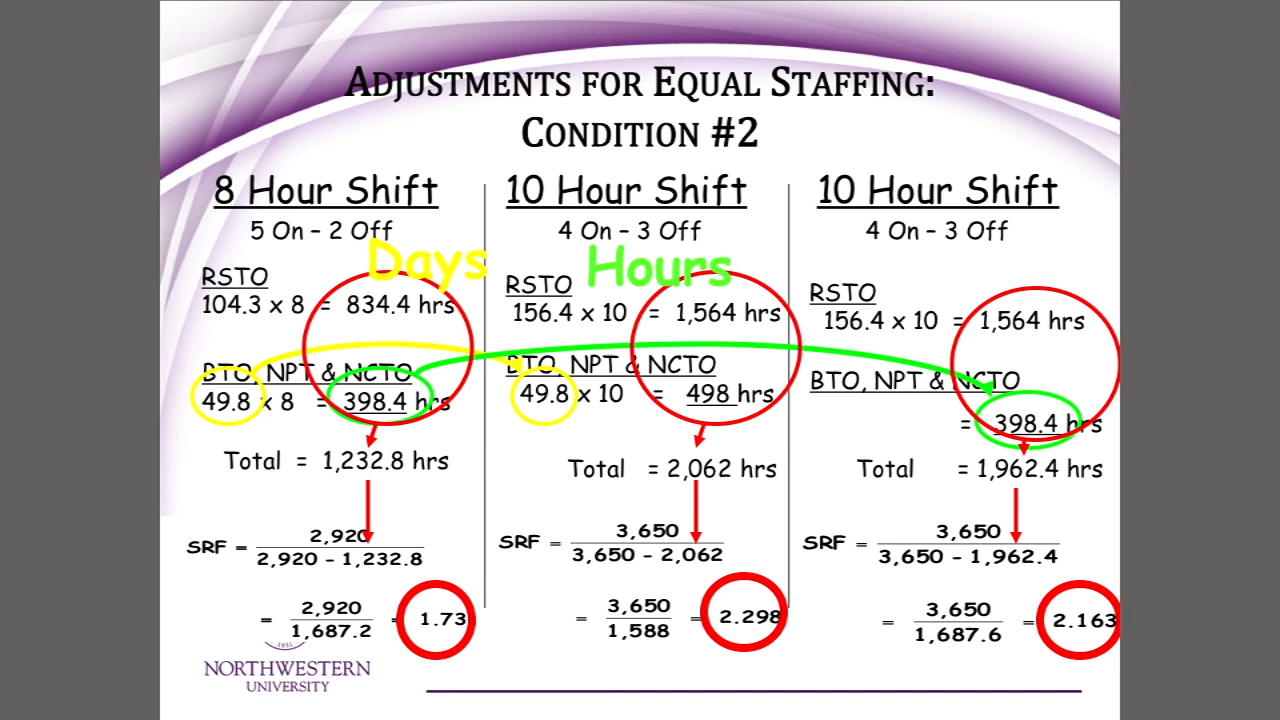 ADJUSTMENTS FOR EQUAL STAFFING:
CONDITION #2
8 Hour Shift
5 On – 2 Off
Days
RSTO
104.3 x 8 = 834.4 hrs
BTO, NPT & NCTO
49.8 x 8 = 398.4 hrs
Total = 1,232.8 hrs
SRF = 2,920
2,920 – 1,232.8
= 2,920 = 1.73
1,687.2
10 Hour Shift
4 On – 3 Off
Hours
RSTO
156.4 x 10 = 1,564 hrs
BTO, NPT & NCTO
49.8 x 10 = 498 hrs
Total = 2,062 hrs
SRF = 3,650
3,650 – 2,062
= 3,650 = 2.298
1,588
10 Hour Shift
4 On – 3 Off
RSTO
156.4 x 10 = 1,564 hrs
BTO, NPT & NCTO
= 398.4 hrs
Total = 1,962.4 hrs
SRF = 3,650
3,650 – 1,962.4
= 3,650 = 2.163
1,687.6
1851
NORTHWESTERN
UNIVERSITY